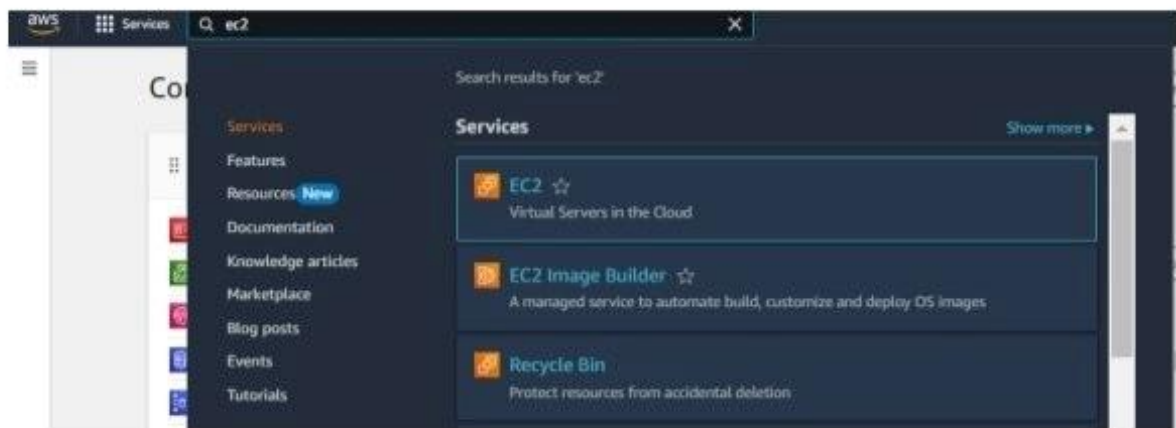 aws
Services
ec2
Search results for 'ec2'
Co
Services
Features
Resources New
Documentation
Knowledge articles
Marketplace
Blog posts
Events
Tutorials
Services
Show more
EC2
Virtual Servers in the Cloud
EC2 Image Builder
A managed service to automate build, customize and deploy OS images
Recycle Bin
Protect resources from accidental deletion